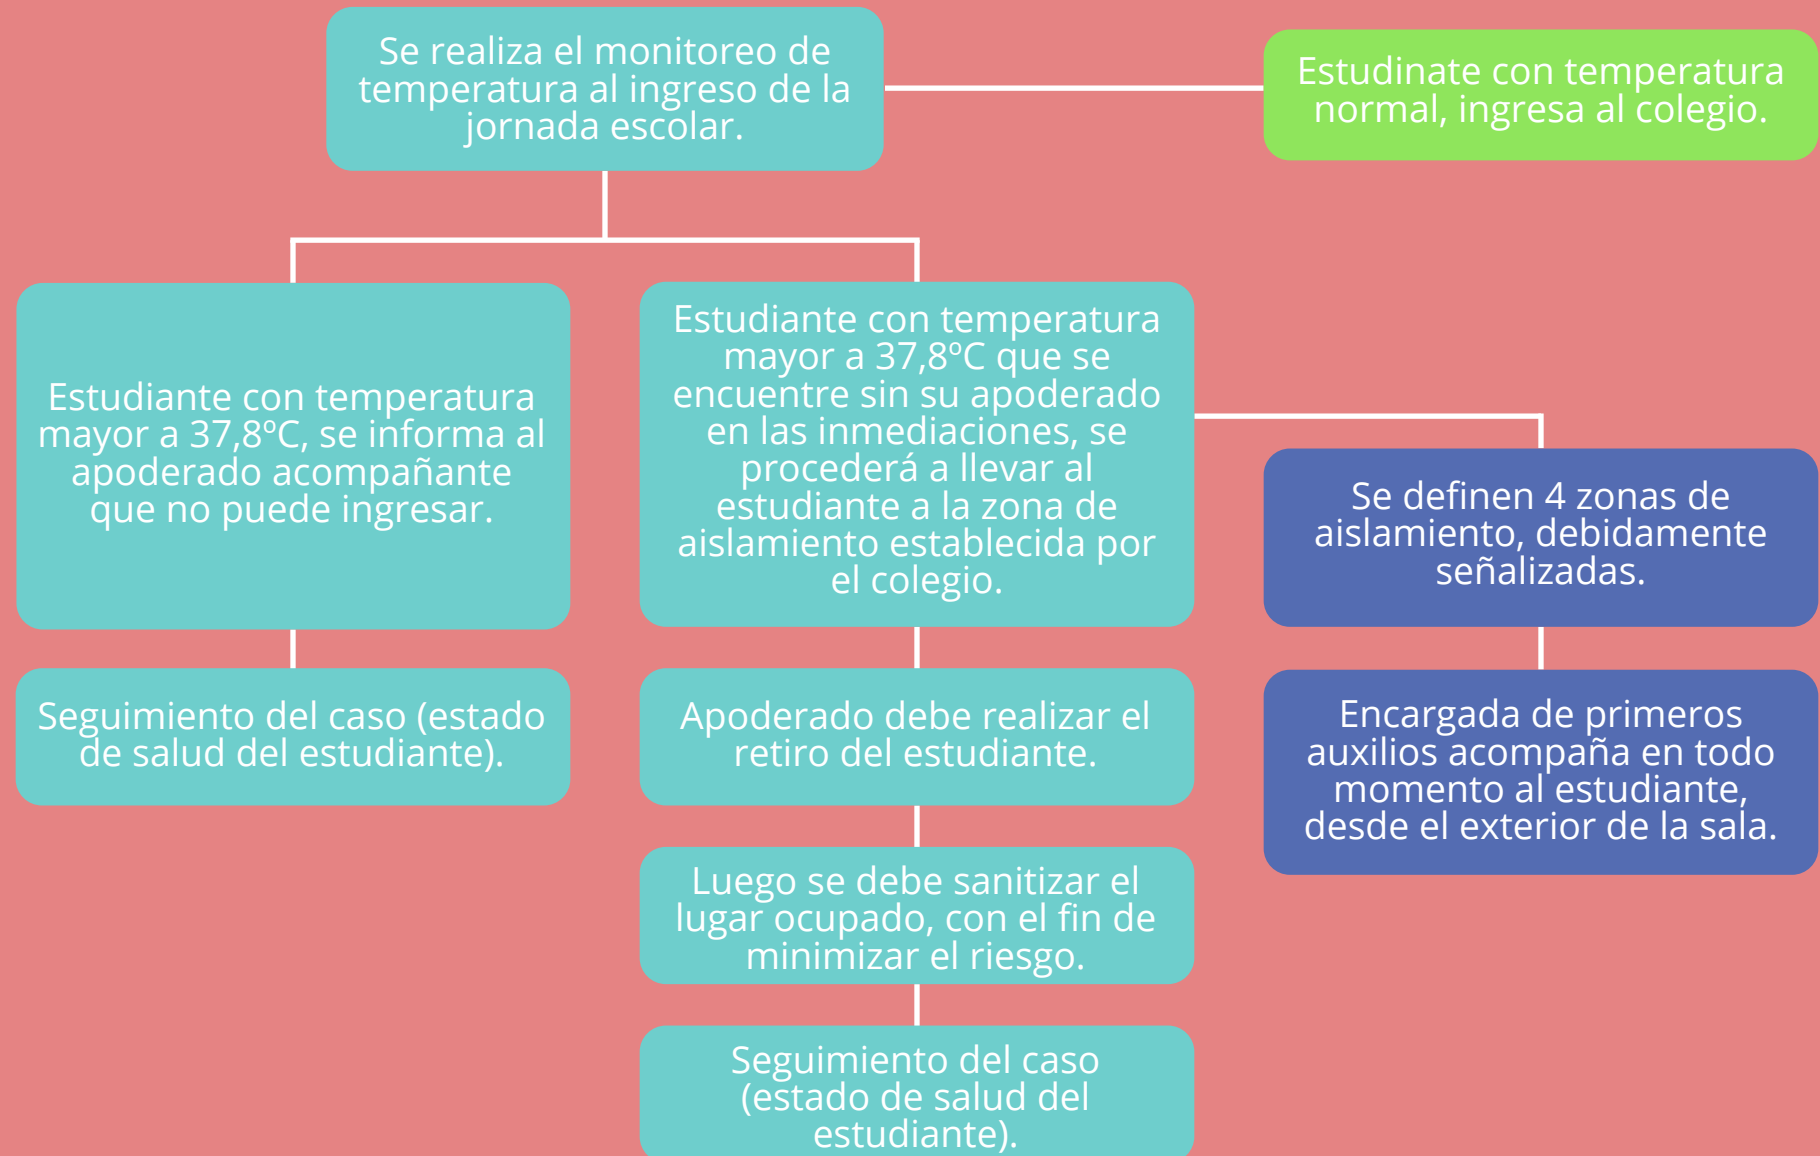 Se realiza el monitoreo de
temperatura al ingreso de la
jornada escolar.
Estudinate con temperatura
normal, ingresa al colegio.
Estudiante con temperatura
mayor a 37,8ºC, se informa al
apoderado acompañante
que no puede ingresar.
Estudiante con temperatura
mayor a 37,8ºC que se
encuentre sin su apoderado
en las inmediaciones, se
procederá a llevar al
estudiante a la zona de
aislamiento establecida por
el colegio.
Se definen 4 zonas de
aislamiento, debidamente
señalizadas.
Seguimiento del caso (estado
de salud del estudiante).
Apoderado debe realizar el
retiro del estudiante.
Encargada de primeros
auxilios acompaña en todo
momento al estudiante,
desde el exterior de la sala.
Luego se debe sanitizar el
lugar ocupado, con el fin de
minimizar el riesgo.
Seguimiento del caso
(estado de salud del
estudiante).